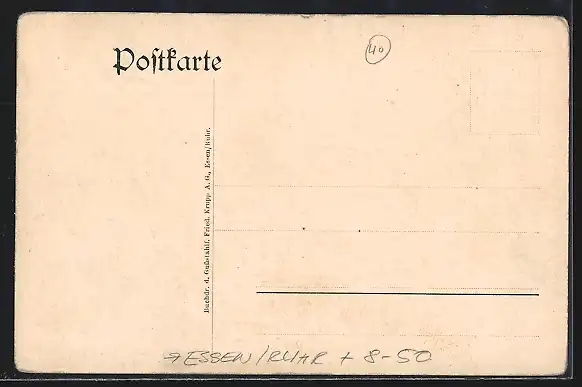 Postkarte
40
Buchdr. d. Gußstahlf. Fried. Krupp A. G., Essen/Ruhr.
→ ESSEN/RUHR + 8-50